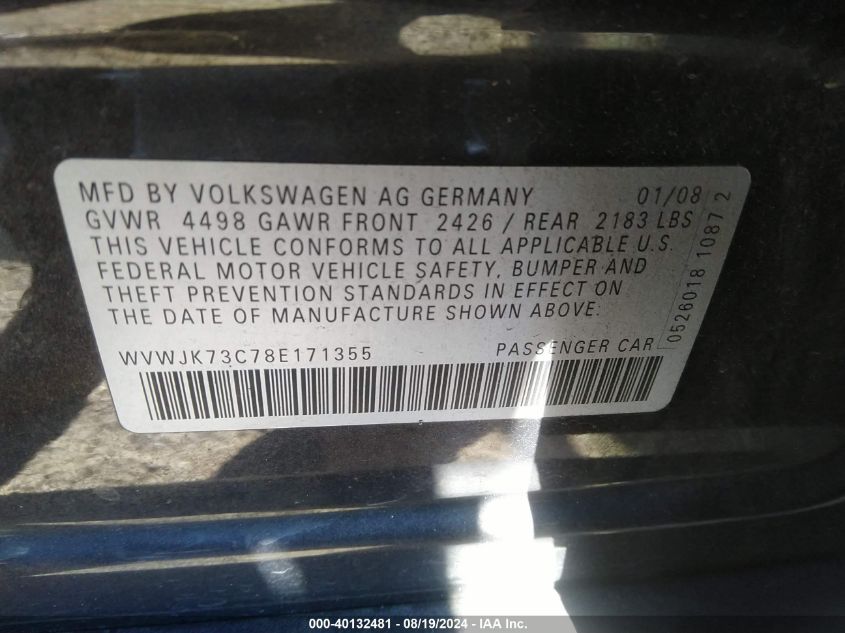 MFD BY VOLKSWAGEN AG GERMANY 01/08
GVWR 4498 GAWR FRONT 2426 / REAR 2183 LBS
THIS VEHICLE CONFORMS TO ALL APPLICABLE U.S.
FEDERAL MOTOR VEHICLE SAFETY, BUMPER AND
THEFT PREVENTION STANDARDS IN EFFECT ON
THE DATE OF MANUFACTURE SHOWN ABOVE:
WVWJK73C78E171355 PASSENGER CAR
0526018 1087 2
000-40132481 - 08/19/2024 - IAA Inc.